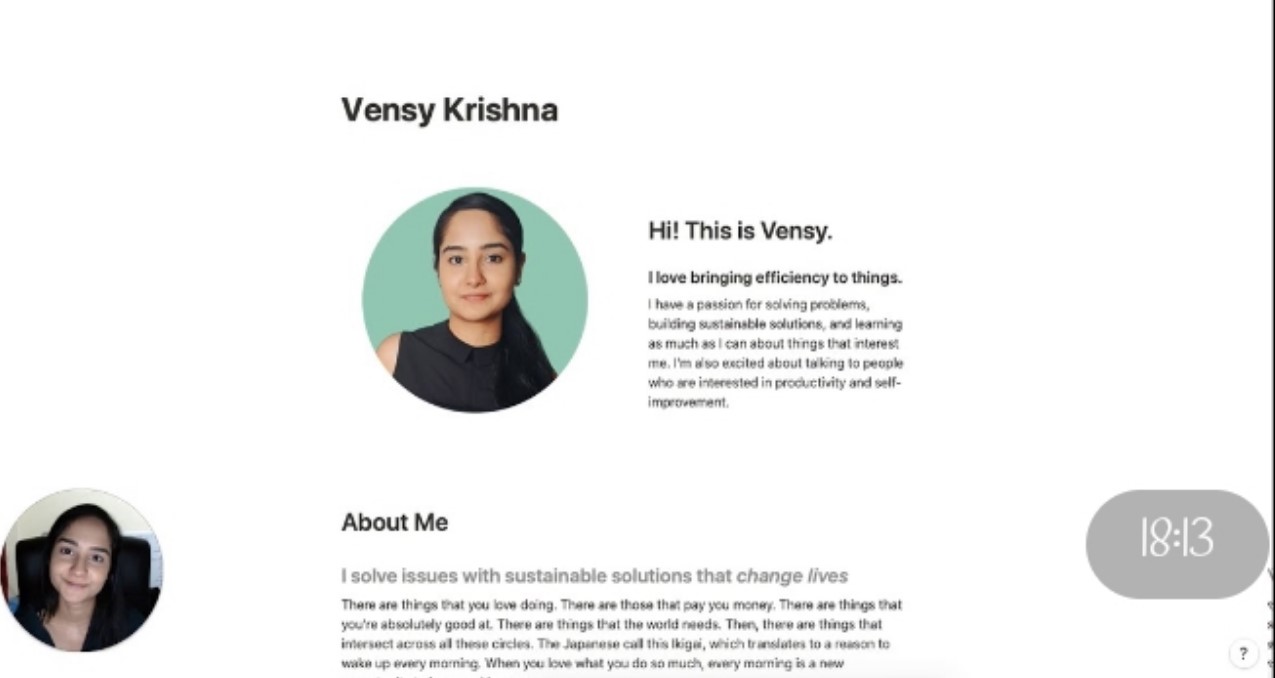 Vensy Krishna
Hi! This is Vensy.
I love bringing efficiency to things.
I have a passion for solving problems,
building sustainable solutions, and learning
as much as I can about things that interest
me. I'm also excited about talking to people
who are interested in productivity and self-
improvement.
About Me
I solve issues with sustainable solutions that change lives
There are things that you love doing. There are those that pay you money. There are things that
you're absolutely good at. There are things that the world needs. Then, there are things that
intersect across all these circles. The Japanese call this Ikigai, which translates to a reason to
wake up every morning. When you love what you do so much, every morning is a new
18:13
?